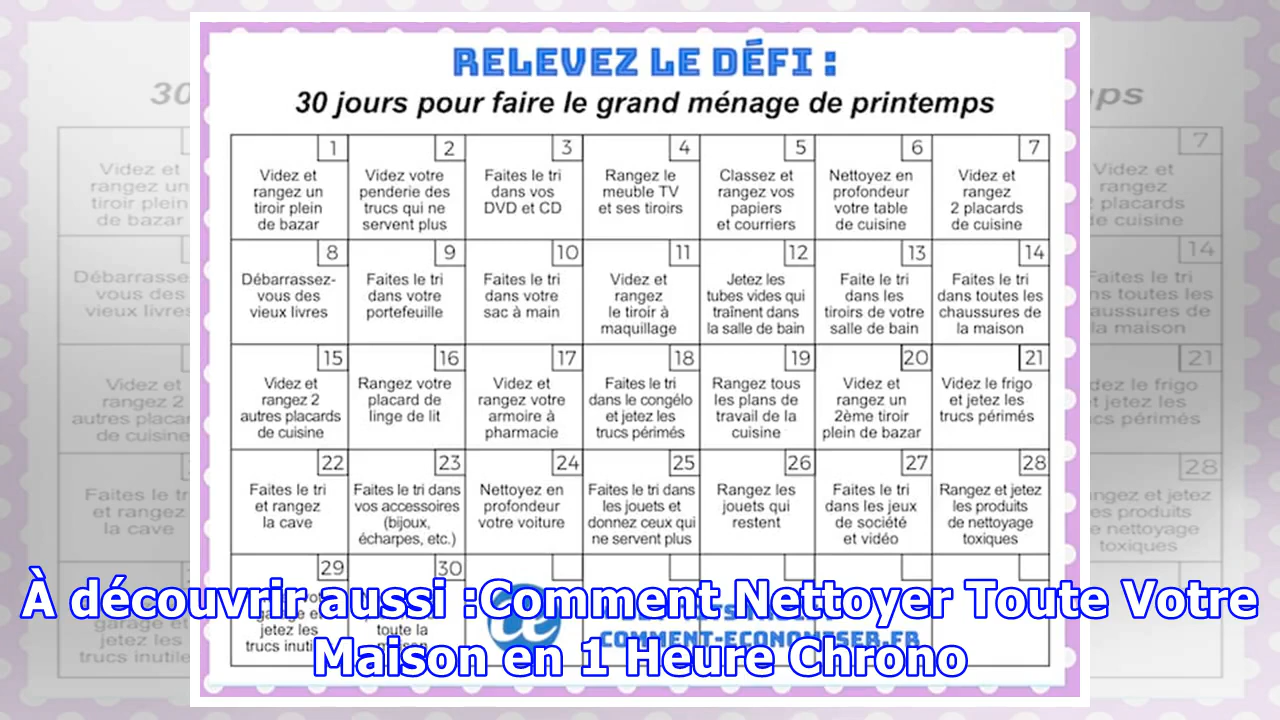 RELEVEZ LE DÉFI :
30 jours pour faire le grand ménage de printemps
1
Videz et
rangez un
tiroir plein
de bazar
2
Videz votre
penderie des
trucs qui ne
servent plus
3
Faites le tri
dans vos
DVD et CD
4
Rangez le
meuble TV
et ses tiroirs
5
Classez et
rangez vos
papiers
et courriers
6
Nettoyez en
profondeur
votre table
de cuisine
7
Videz et
rangez
2 placards
de cuisine
8
Débarrassez-
vous des
vieux livres
9
Faites le tri
dans votre
portefeuille
10
Faites le tri
dans votre
sac à main
11
Videz et
rangez
le tiroir à
maquillage
12
Jetez les
tubes vides qui
traînent dans
la salle de bain
13
Faite le tri
dans les
tiroirs de votre
salle de bain
14
Faites le tri
dans toutes les
chaussures de
la maison
15
Videz et
rangez 2
autres placards
de cuisine
16
Rangez votre
placard de
linge de lit
17
Videz et
rangez votre
armoire à
pharmacie
18
Faites le tri
dans le congélo
et jetez les
trucs périmés
19
Rangez tous
les plans de
travail de la
cuisine
20
Videz et
rangez un
2ème tiroir
plein de bazar
21
Videz le frigo
et jetez les
trucs périmés
22
Faites le tri
et rangez
la cave
23
Faites le tri dans
vos accessoires
(bijoux,
écharpes, etc.)
24
Nettoyez en
profondeur
votre voiture
25
Faites le tri dans
les jouets et
donnez ceux qui
ne servent plus
26
Rangez les
jouets qui
restent
27
Faites le tri
dans les jeux
de société
et vidéo
28
Rangez et jetez
les produits
de nettoyage
toxiques
29
jetez les
30
toute la
COMMENT-ECONOMISER.FR
À découvrir aussi :Comment Nettoyer Toute Votre
Maison en 1 Heure Chrono